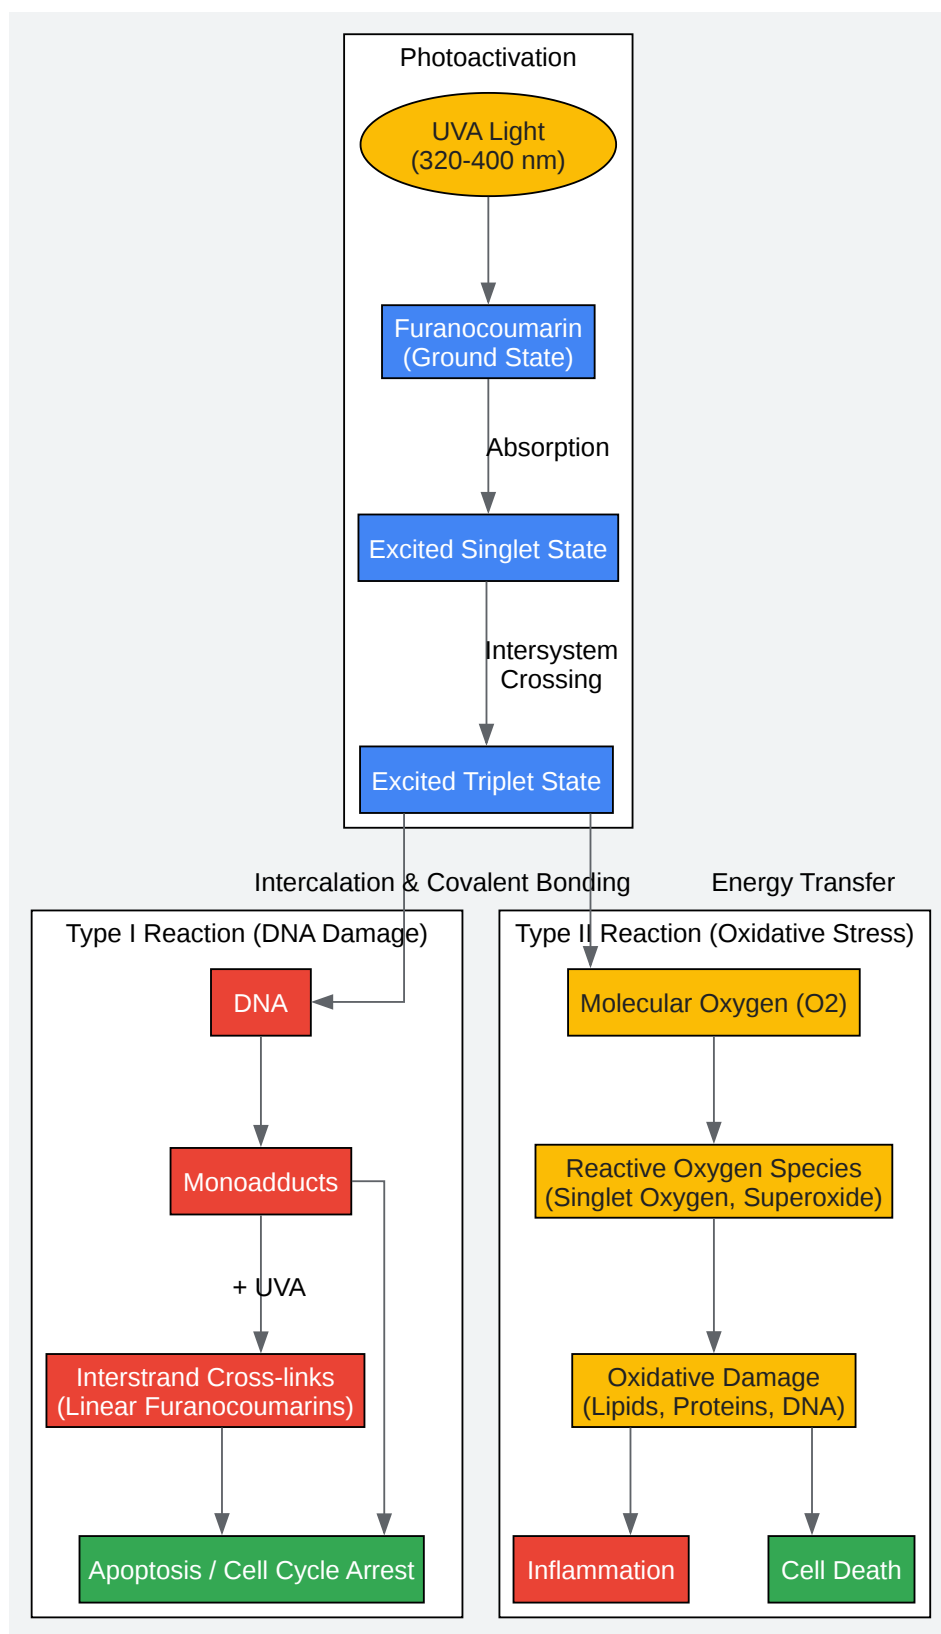 Photoactivation
UVA Light
(320-400 nm)
Furanocoumarin
(Ground State)
Absorption
Excited Singlet State
Intersystem
Crossing
Excited Triplet State
Intercalation & Covalent Bonding
Energy Transfer
Type I Reaction (DNA Damage)
DNA
Monoadducts
+ UVA
Interstrand Cross-links
(Linear Furanocoumarins)
Apoptosis / Cell Cycle Arrest
Type II Reaction (Oxidative Stress)
Molecular Oxygen (O2)
Reactive Oxygen Species
(Singlet Oxygen, Superoxide)
Oxidative Damage
(Lipids, Proteins, DNA)
Inflammation
Cell Death